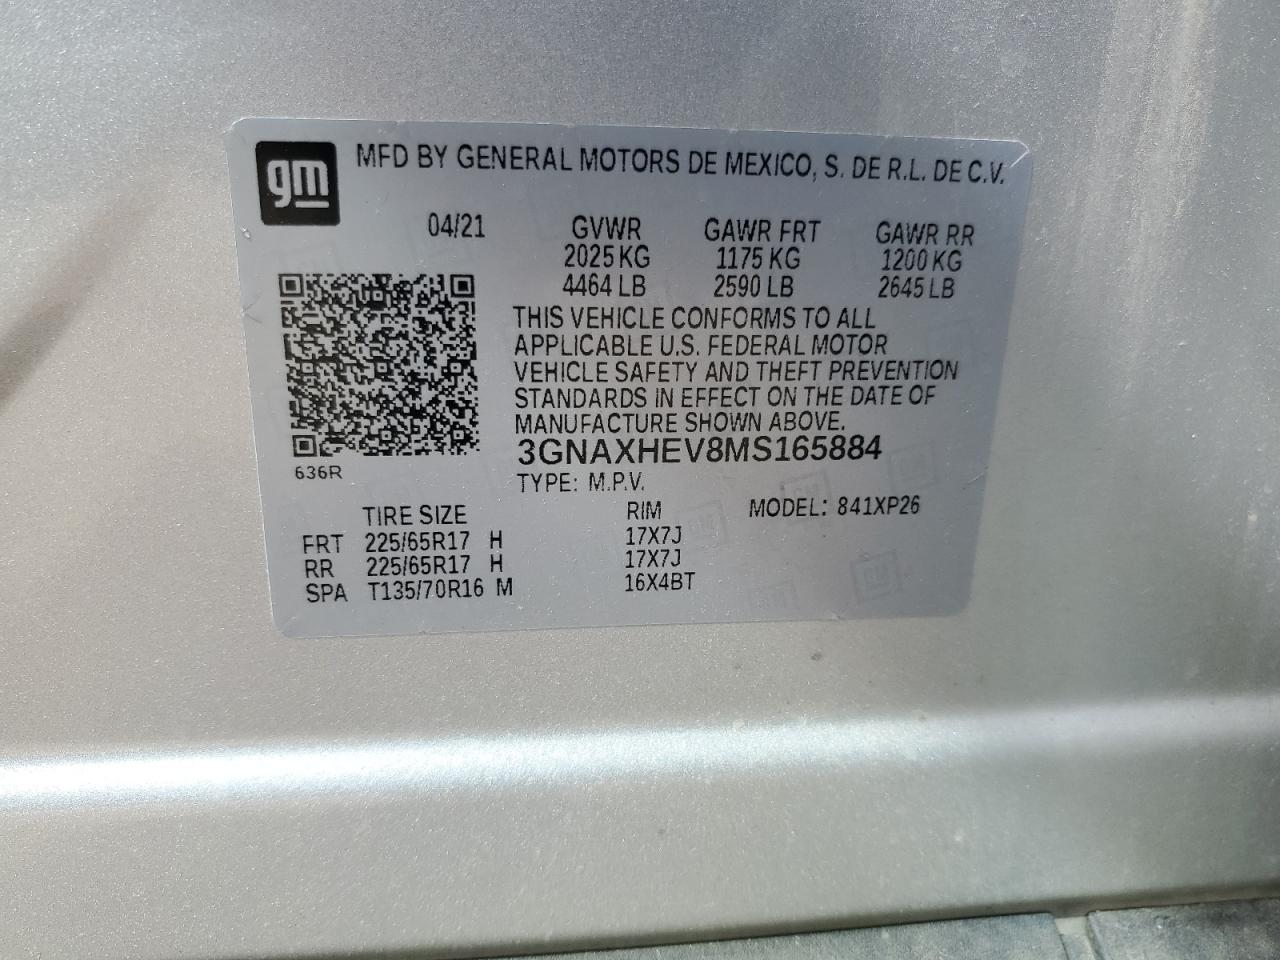 gm
MFD BY GENERAL MOTORS DE MEXICO, S. DE R.L. DE C.V.
04/21 GVWR GAWR FRT GAWR RR
2025 KG 1175 KG 1200 KG
4464 LB 2590 LB 2645 LB
THIS VEHICLE CONFORMS TO ALL
APPLICABLE U.S. FEDERAL MOTOR
VEHICLE SAFETY AND THEFT PREVENTION
STANDARDS IN EFFECT ON THE DATE OF
MANUFACTURE SHOWN ABOVE.
3GNAXHEV8MS165884
636R
TYPE: M.P.V.
TIRE SIZE RIM MODEL: 841XP26
FRT 225/65R17 H 17X7J
RR 225/65R17 H 17X7J
SPA T135/70R16 M 16X4BT